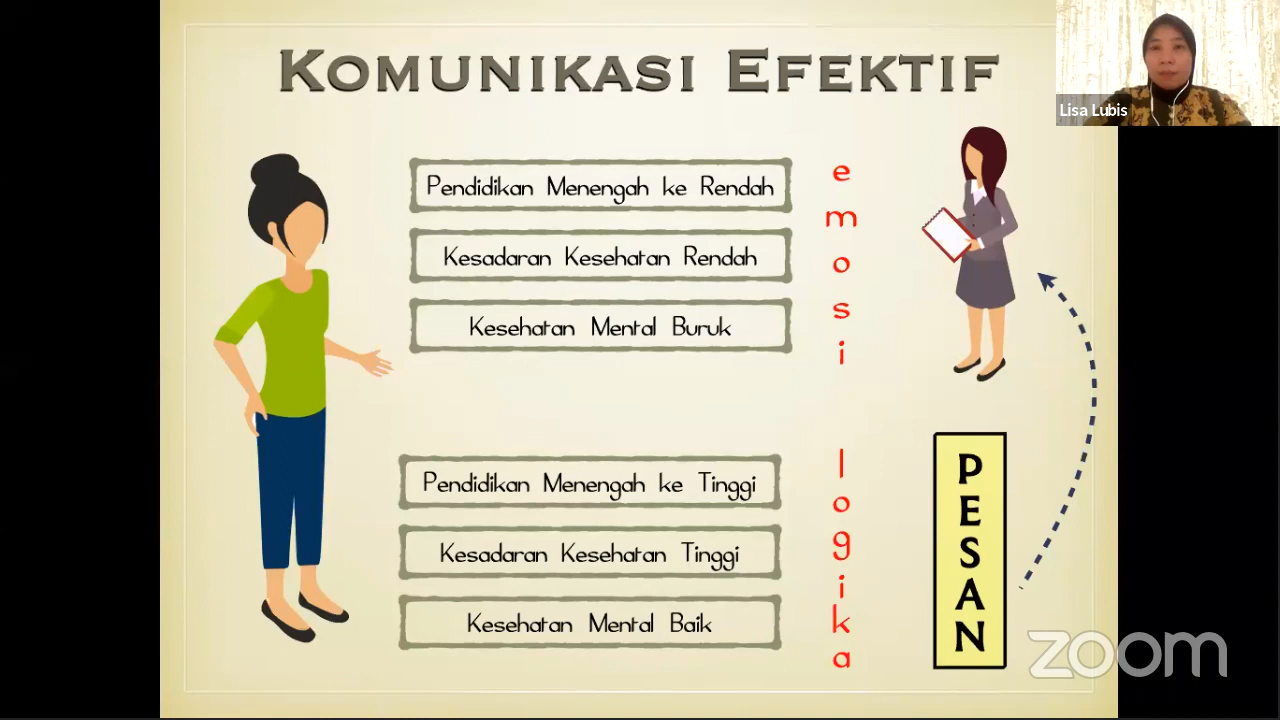 KOMUNIKASI EFEKTIF
Lisa Lubis
Pendidikan Menengah ke Rendah
Kesadaran Kesehatan Rendah
Kesehatan Mental Buruk
emosi
Pendidikan Menengah ke Tinggi
Kesadaran Kesehatan Tinggi
Kesehatan Mental Baik
logika
PESAN
zoom